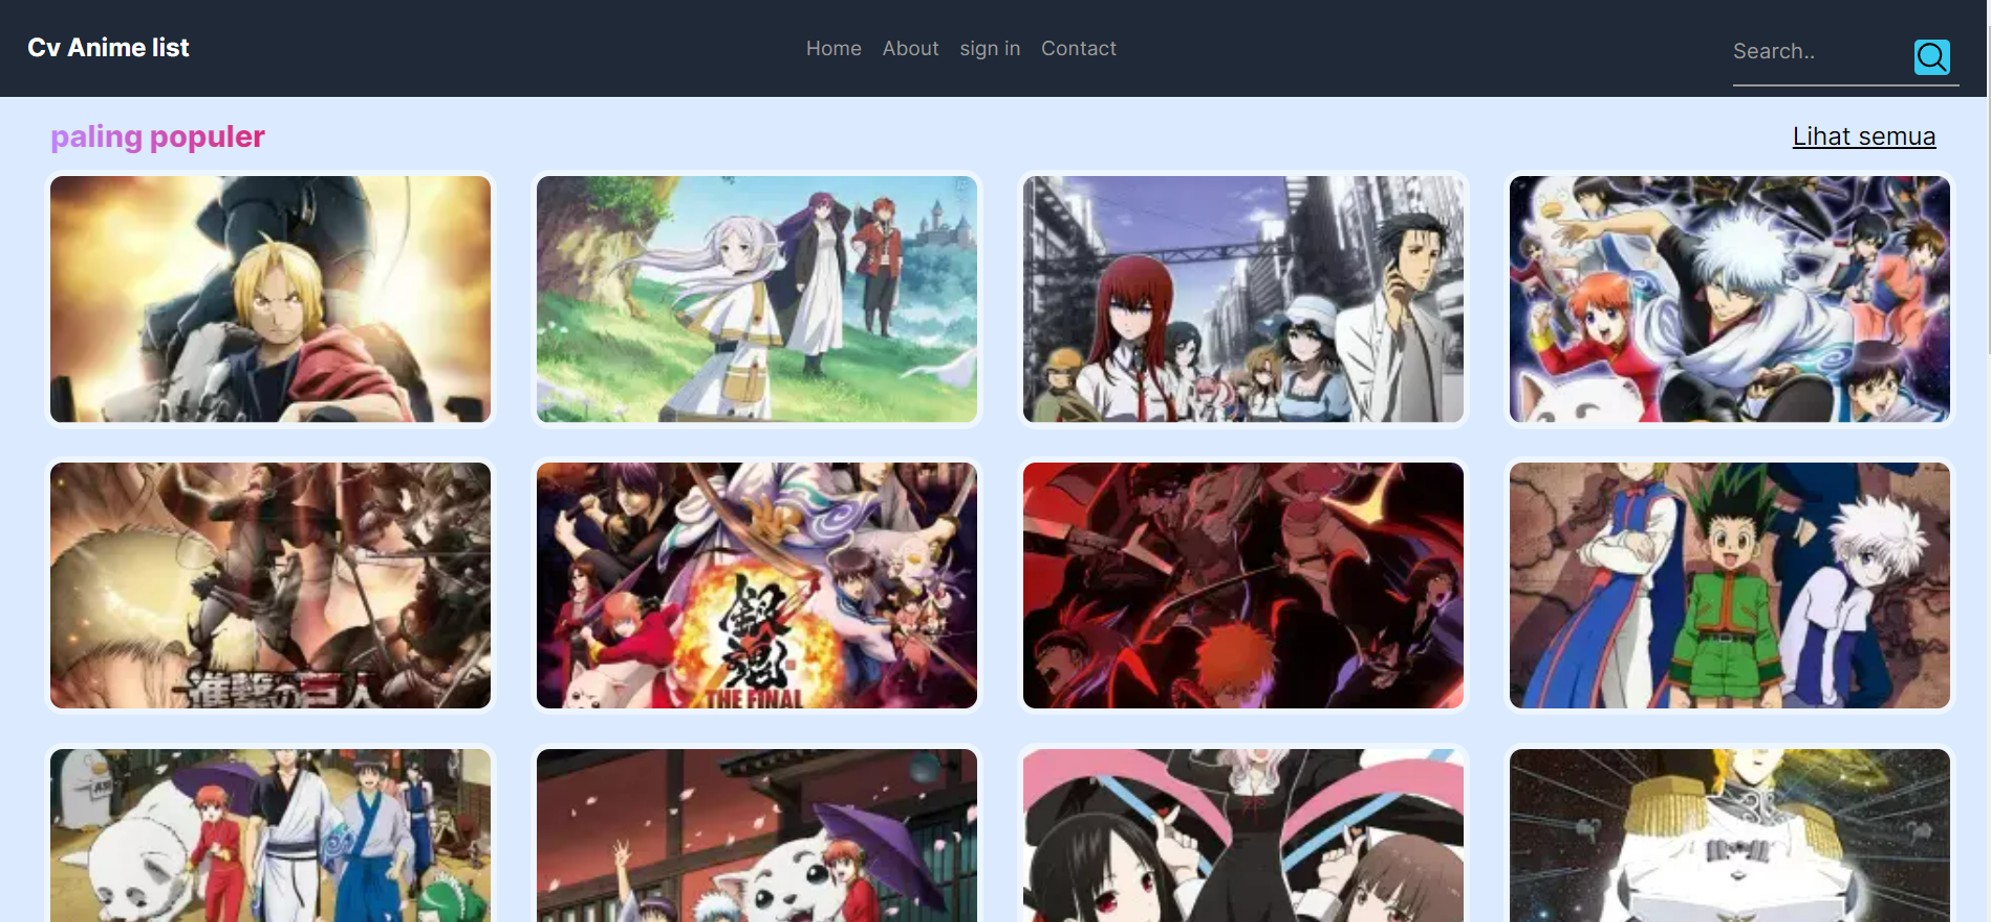 Cv Anime list
Home About sign in Contact
Search..
paling populer
Lihat semua
進撃の巨人
銀魂
THE FINAL